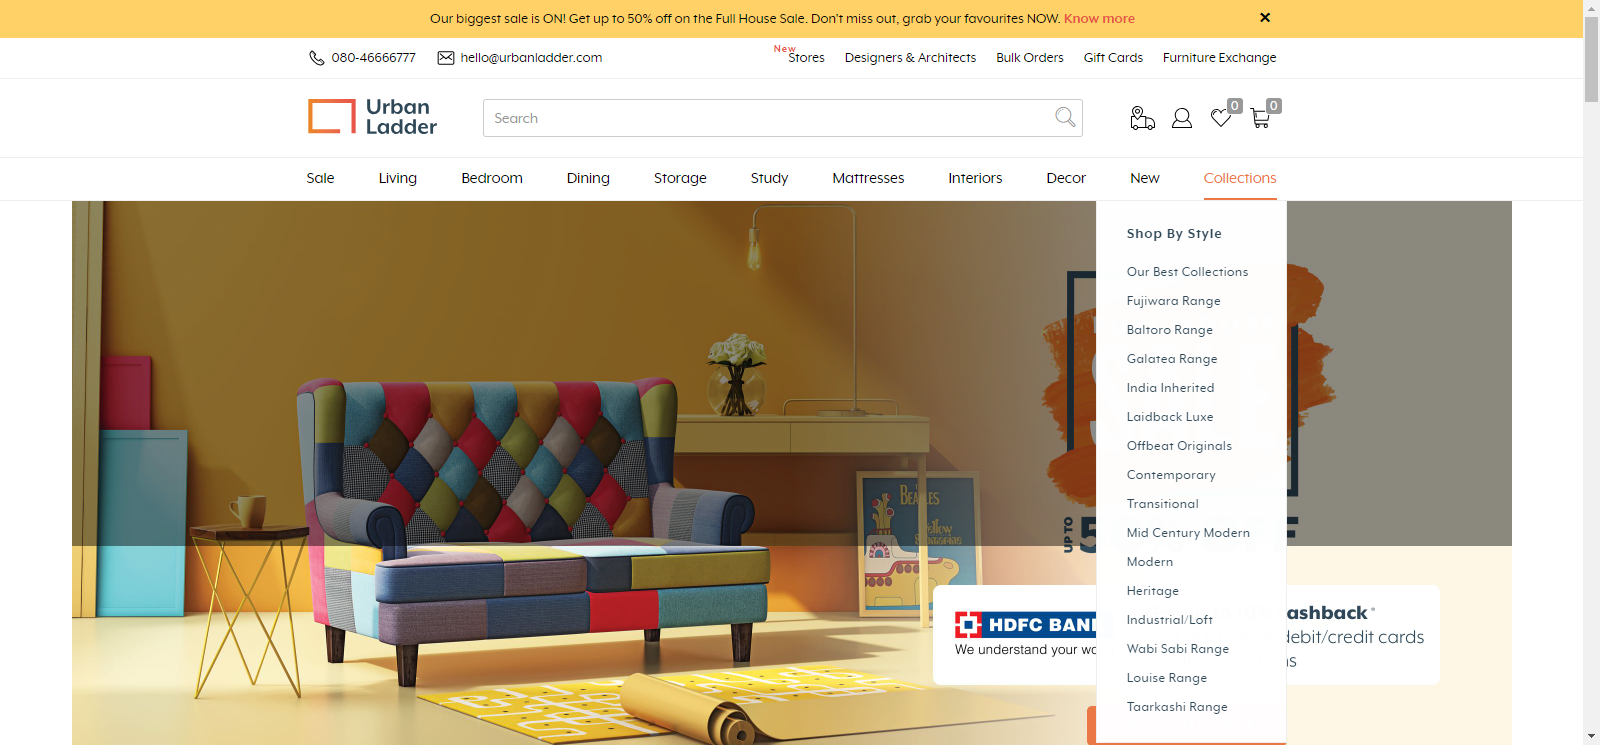 Our biggest sale is ON! Get up to 50% off on the Full House Sale. Don't miss out, grab your favourites NOW. Know more
080-46666777 hello@urbanladder.com New Stores Designers & Architects Bulk Orders Gift Cards Furniture Exchange
Urban
Ladder
Search
0 0
Sale Living Bedroom Dining Storage Study Mattresses Interiors Decor New Collections
Shop By Style
Our Best Collections
Fujiwara Range
Baltoro Range
Galatea Range
India Inherited
Laidback Luxe
Offbeat Originals
Contemporary
Transitional
Mid Century Modern
Modern
Heritage
Industrial/Loft
Wabi Sabi Range
Louise Range
Taarkashi Range
THE
BEATLES
Yellow
Submarine
UP TO
5
F
HDFC BANK
We understand your
ashback*
debit/credit cards